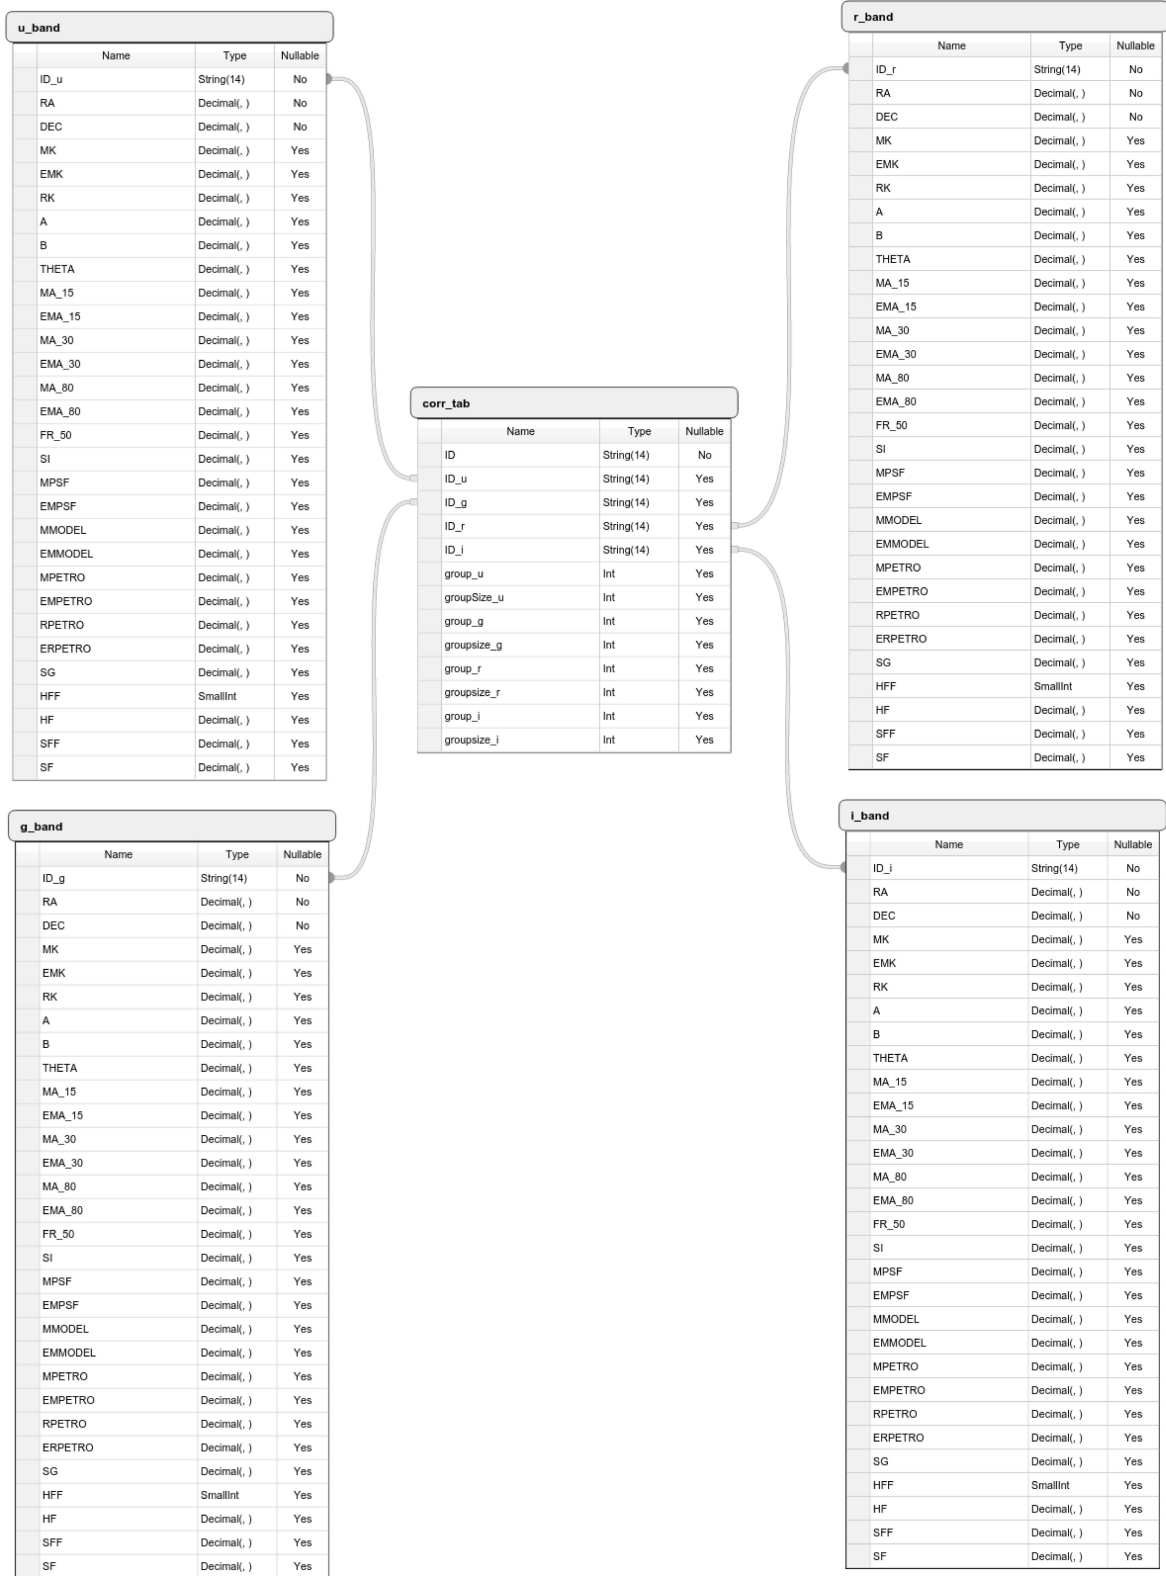 u_band
Name Type Nullable
ID_u String(14) No
RA Decimal(, ) No
DEC Decimal(, ) No
MK Decimal(, ) Yes
EMK Decimal(, ) Yes
RK Decimal(, ) Yes
A Decimal(, ) Yes
B Decimal(, ) Yes
THETA Decimal(, ) Yes
MA_15 Decimal(, ) Yes
EMA_15 Decimal(, ) Yes
MA_30 Decimal(, ) Yes
EMA_30 Decimal(, ) Yes
MA_80 Decimal(, ) Yes
EMA_80 Decimal(, ) Yes
FR_50 Decimal(, ) Yes
SI Decimal(, ) Yes
MPSF Decimal(, ) Yes
EMPSF Decimal(, ) Yes
MMODEL Decimal(, ) Yes
EMMODEL Decimal(, ) Yes
MPETRO Decimal(, ) Yes
EMPETRO Decimal(, ) Yes
RPETRO Decimal(, ) Yes
ERPETRO Decimal(, ) Yes
SG Decimal(, ) Yes
HFF SmallInt Yes
HF Decimal(, ) Yes
SFF Decimal(, ) Yes
SF Decimal(, ) Yes
g_band
Name Type Nullable
ID_g String(14) No
RA Decimal(, ) No
DEC Decimal(, ) No
MK Decimal(, ) Yes
EMK Decimal(, ) Yes
RK Decimal(, ) Yes
A Decimal(, ) Yes
B Decimal(, ) Yes
THETA Decimal(, ) Yes
MA_15 Decimal(, ) Yes
EMA_15 Decimal(, ) Yes
MA_30 Decimal(, ) Yes
EMA_30 Decimal(, ) Yes
MA_80 Decimal(, ) Yes
EMA_80 Decimal(, ) Yes
FR_50 Decimal(, ) Yes
SI Decimal(, ) Yes
MPSF Decimal(, ) Yes
EMPSF Decimal(, ) Yes
MMODEL Decimal(, ) Yes
EMMODEL Decimal(, ) Yes
MPETRO Decimal(, ) Yes
EMPETRO Decimal(, ) Yes
RPETRO Decimal(, ) Yes
ERPETRO Decimal(, ) Yes
SG Decimal(, ) Yes
HFF SmallInt Yes
HF Decimal(, ) Yes
SFF Decimal(, ) Yes
SF Decimal(, ) Yes
corr_tab
Name Type Nullable
ID String(14) No
ID_u String(14) Yes
ID_g String(14) Yes
ID_r String(14) Yes
ID_i String(14) Yes
group_u Int Yes
groupSize_u Int Yes
group_g Int Yes
groupsize_g Int Yes
group_r Int Yes
groupsize_r Int Yes
group_i Int Yes
groupsize_i Int Yes
r_band
Name Type Nullable
ID_r String(14) No
RA Decimal(, ) No
DEC Decimal(, ) No
MK Decimal(, ) Yes
EMK Decimal(, ) Yes
RK Decimal(, ) Yes
A Decimal(, ) Yes
B Decimal(, ) Yes
THETA Decimal(, ) Yes
MA_15 Decimal(, ) Yes
EMA_15 Decimal(, ) Yes
MA_30 Decimal(, ) Yes
EMA_30 Decimal(, ) Yes
MA_80 Decimal(, ) Yes
EMA_80 Decimal(, ) Yes
FR_50 Decimal(, ) Yes
SI Decimal(, ) Yes
MPSF Decimal(, ) Yes
EMPSF Decimal(, ) Yes
MMODEL Decimal(, ) Yes
EMMODEL Decimal(, ) Yes
MPETRO Decimal(, ) Yes
EMPETRO Decimal(, ) Yes
RPETRO Decimal(, ) Yes
ERPETRO Decimal(, ) Yes
SG Decimal(, ) Yes
HFF SmallInt Yes
HF Decimal(, ) Yes
SFF Decimal(, ) Yes
SF Decimal(, ) Yes
i_band
Name Type Nullable
ID_i String(14) No
RA Decimal(, ) No
DEC Decimal(, ) No
MK Decimal(, ) Yes
EMK Decimal(, ) Yes
RK Decimal(, ) Yes
A Decimal(, ) Yes
B Decimal(, ) Yes
THETA Decimal(, ) Yes
MA_15 Decimal(, ) Yes
EMA_15 Decimal(, ) Yes
MA_30 Decimal(, ) Yes
EMA_30 Decimal(, ) Yes
MA_80 Decimal(, ) Yes
EMA_80 Decimal(, ) Yes
FR_50 Decimal(, ) Yes
SI Decimal(, ) Yes
MPSF Decimal(, ) Yes
EMPSF Decimal(, ) Yes
MMODEL Decimal(, ) Yes
EMMODEL Decimal(, ) Yes
MPETRO Decimal(, ) Yes
EMPETRO Decimal(, ) Yes
RPETRO Decimal(, ) Yes
ERPETRO Decimal(, ) Yes
SG Decimal(, ) Yes
HFF SmallInt Yes
HF Decimal(, ) Yes
SFF Decimal(, ) Yes
SF Decimal(, ) Yes